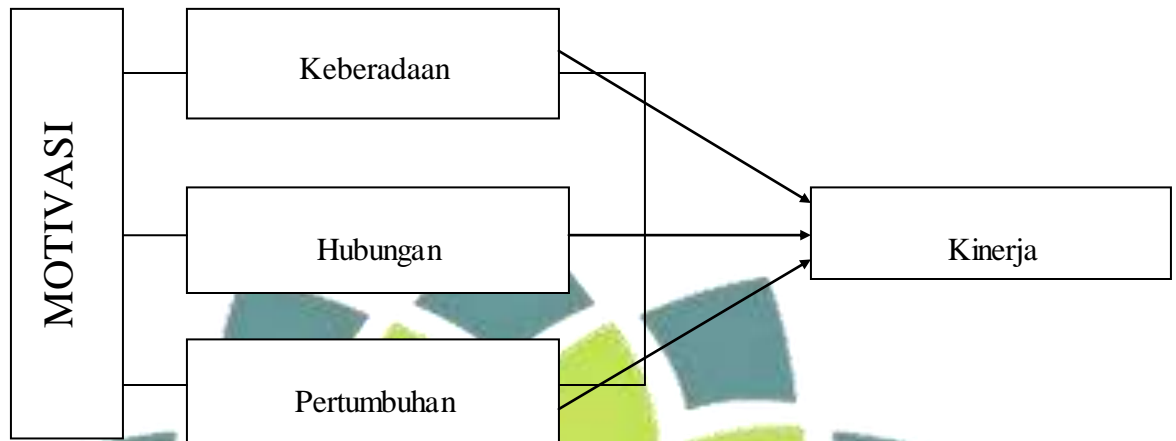 MOTIVASI
Keberadaan
Hubungan
Kinerja
Pertumbuhan